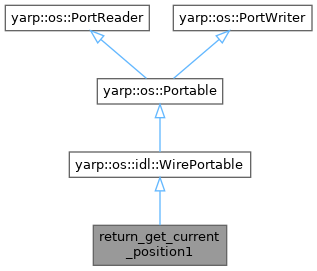 yarp::os::PortReader
yarp::os::PortWriter
yarp::os::Portable
yarp::os::idl::WirePortable
return_get_current
_position1